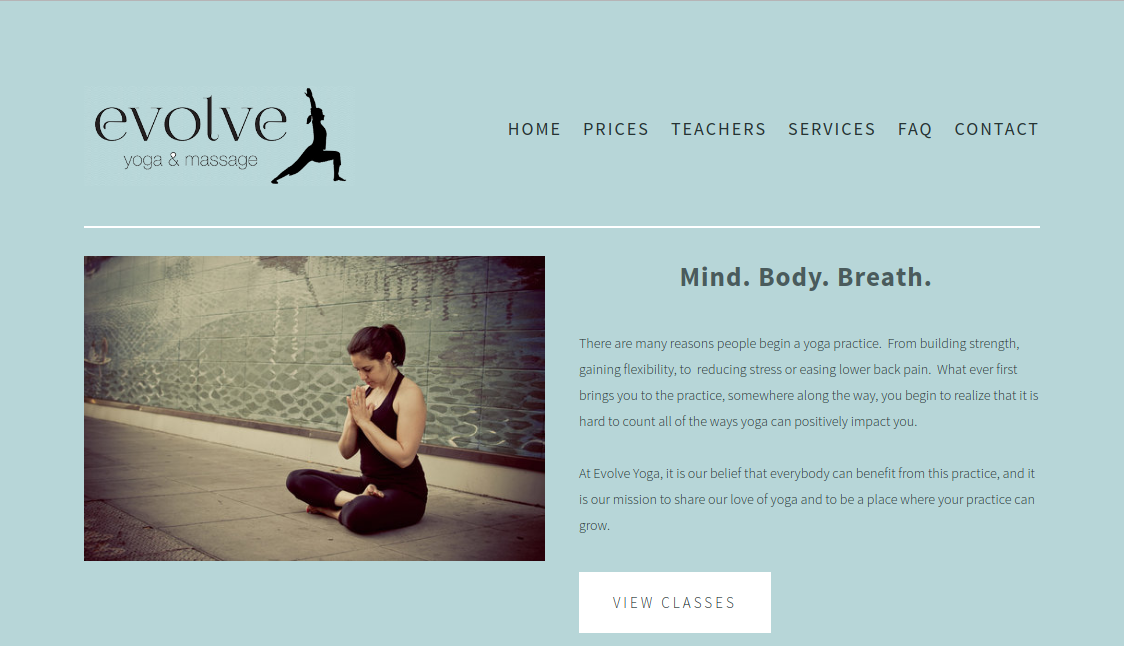 evolve
yoga & massage
HOME PRICES TEACHERS SERVICES FAQ CONTACT
Mind. Body. Breath.
There are many reasons people begin a yoga practice.  From building strength,
gaining flexibility, to  reducing stress or easing lower back pain.  What ever first
brings you to the practice, somewhere along the way, you begin to realize that it is
hard to count all of the ways yoga can positively impact you.
At Evolve Yoga, it is our belief that everybody can benefit from this practice, and it
is our mission to share our love of yoga and to be a place where your practice can
grow.
VIEW CLASSES